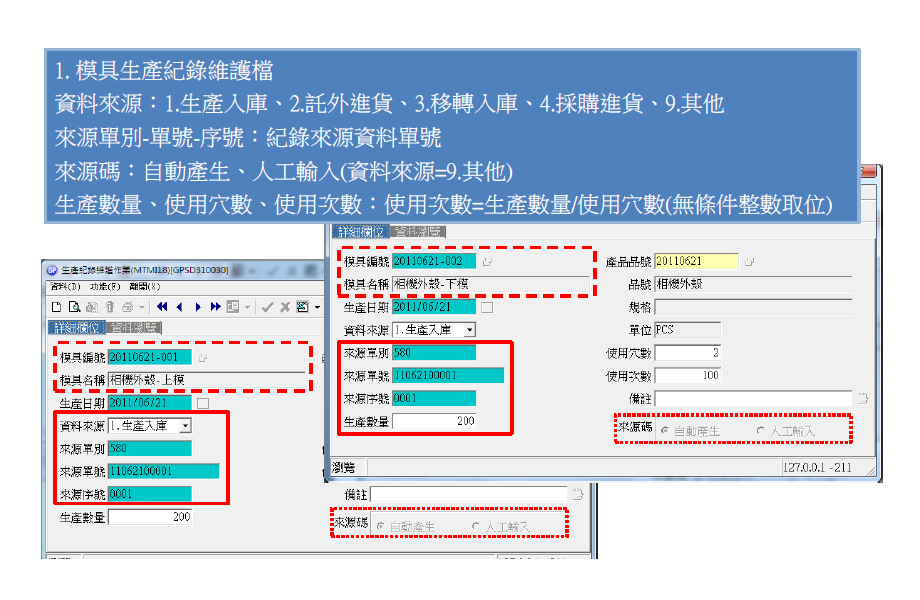 1. 模具生產紀錄維護檔
資料來源：1.生產入庫、2.託外進貨、3.移轉入庫、4.採購進貨、9.其他
來源單別-單號-序號：紀錄來源資料單號
來源碼：自動產生、人工輸入(資料來源=9.其他)
生產數量、使用穴數、使用次數：使用次數=生產數量/使用穴數(無條件整數取位)
詳細欄位 資料瀏覽
模具編號 20110621-002
產品品號 20110621
模具名稱 相機外殼-下模
品號 相機外殼
生產日期 2011/06/21
規格
資料來源 1.生產入庫
單位 PCS
來源單別 580
使用穴數 2
來源單號 11062100001
使用次數 100
來源序號 0001
備註
生產數量 200
來源碼 自動產生 人工輸入
瀏覽
127.0.0.1 - 211
生產紀錄維護作業(MTMI18)[GPSD310030]
資料(D) 功能(F) 離開(X)
詳細欄位 資料瀏覽
模具編號 20110621-001
模具名稱 相機外殼-上模
生產日期 2011/06/21
資料來源 1.生產入庫
來源單別 580
來源單號 11062100001
來源序號 0001
備註
生產數量 200
來源碼 自動產生 人工輸入